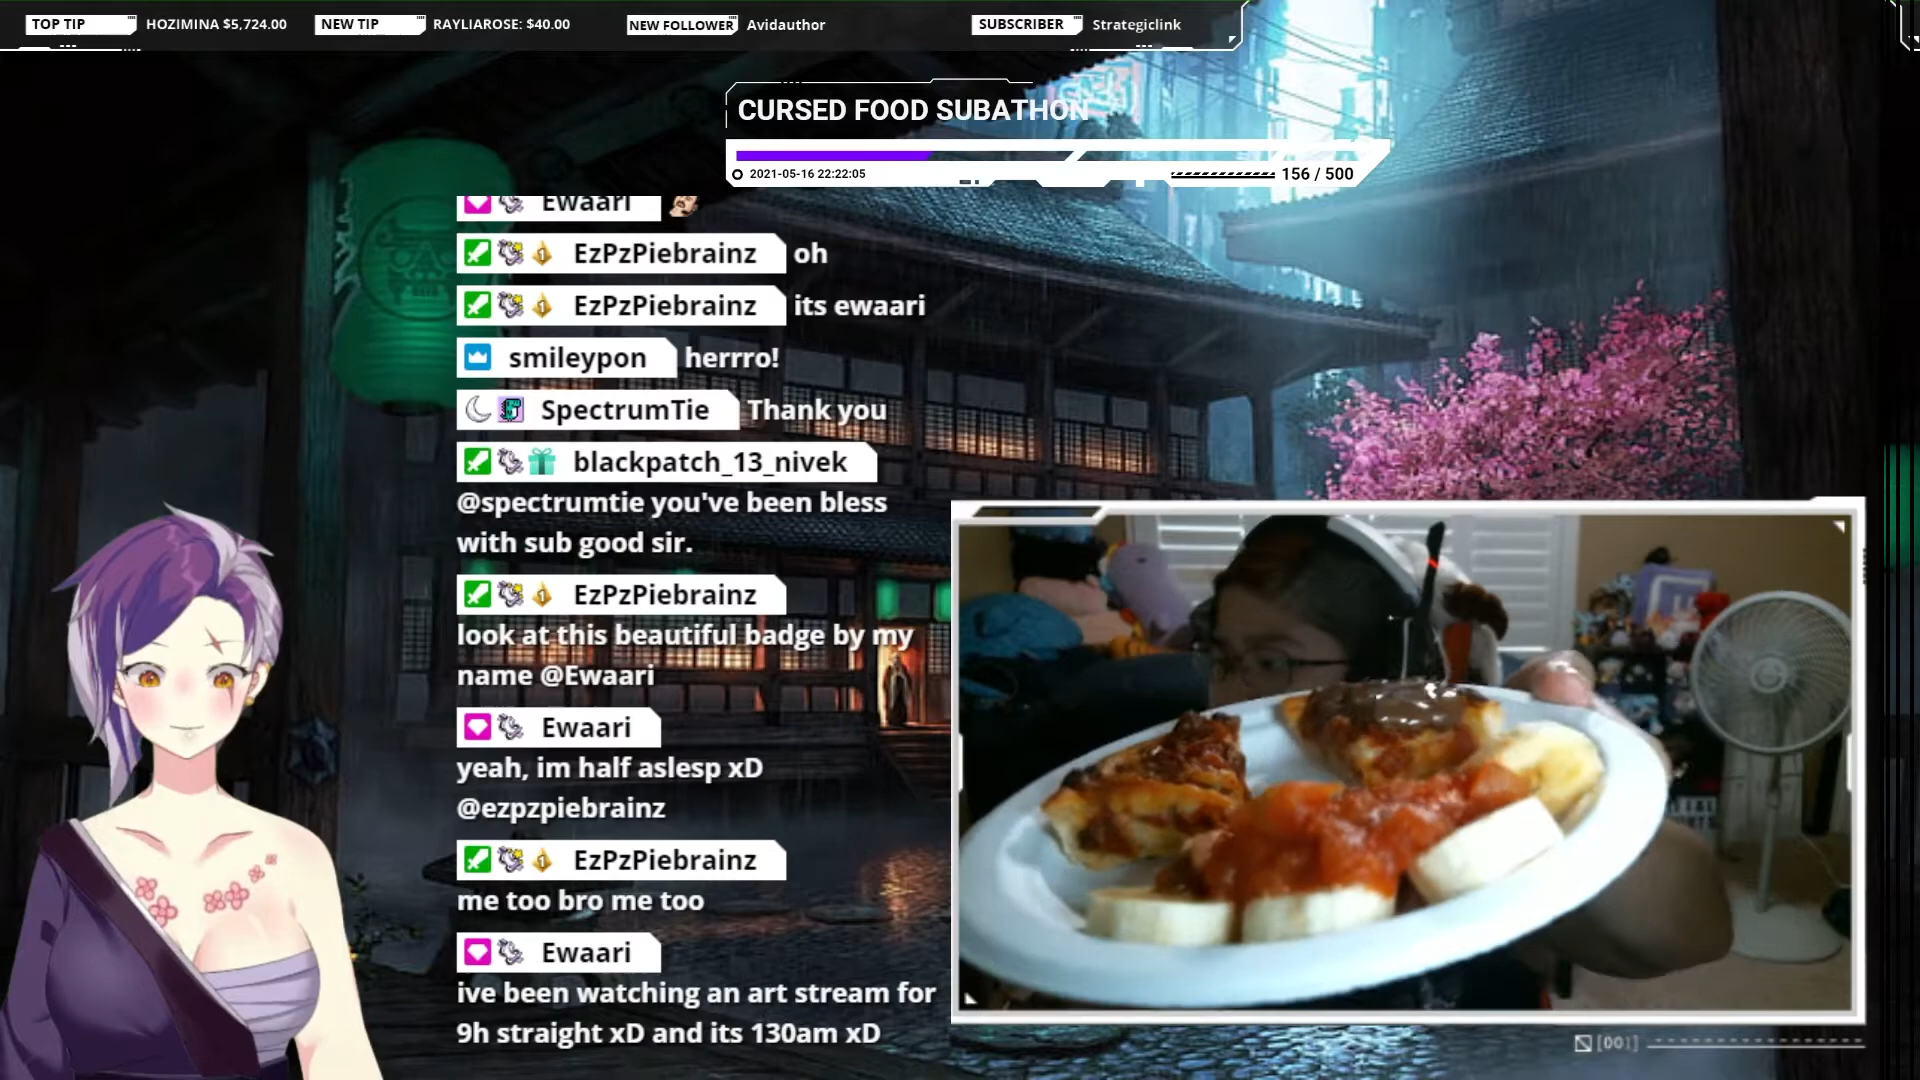 TOP TIP HOZIMINA $5,724.00 NEW TIP RAYLIAROSE: $40.00 NEW FOLLOWER Avidauthor SUBSCRIBER Strategiclink
CURSED FOOD SUBATHON
2021-05-16 22:22:05 156 / 500
Ewaari
EzPzPiebrainz oh
EzPzPiebrainz its ewaari
smileypon herrro!
SpectrumTie Thank you
blackpatch_13_nivek
@spectrumtie you've been bless
with sub good sir.
EzPzPiebrainz
look at this beautiful badge by my
name @Ewaari
Ewaari
yeah, im half aslesp xD
@ezpzpiebrainz
EzPzPiebrainz
me too bro me too
Ewaari
ive been watching an art stream for
9h straight xD and its 130am xD
[001]